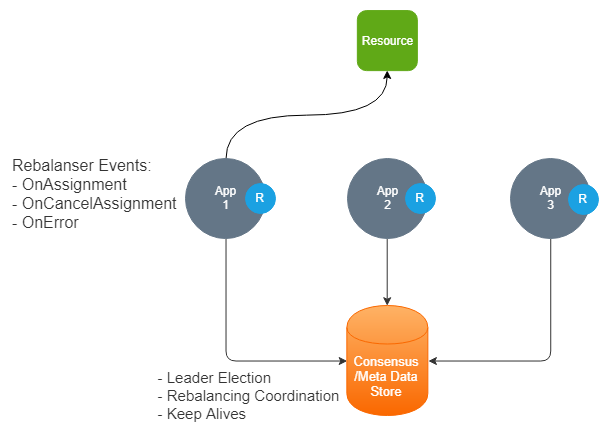 Resource
Rebalanser Events:
- OnAssignment
- OnCancelAssignment
- OnError
App
1
R
App
2
R
App
3
R
Consensus
/Meta Data
Store
- Leader Election
- Rebalancing Coordination
- Keep Alives